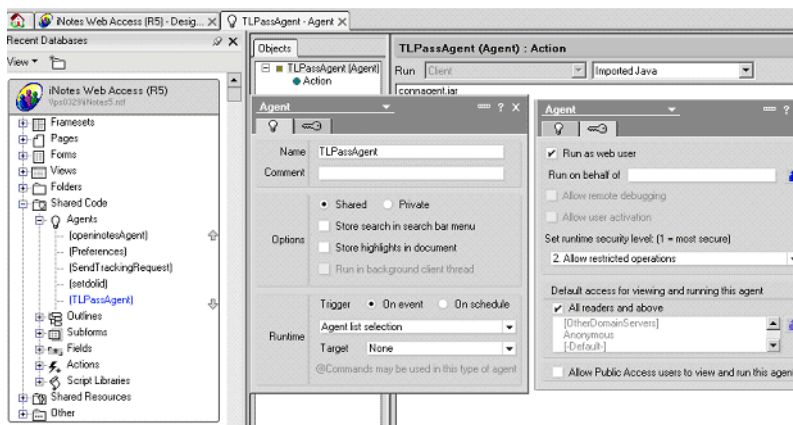 iNotes Web Access (R5) - Desig...
TLPassAgent - Agent
Recent Databases
View
iNotes Web Access (R5)
Framesets
Pages
Forms
Views
Folders
Shared Code
Agents
(openinotesAgent)
(Preferences)
(SendTrackingRequest)
(setdolid)
(TLPassAgent)
Outlines
Subforms
Fields
Actions
Script Libraries
Shared Resources
Other
Objects
TLPassAgent (Agent)
Action
TLPassAgent (Agent) : Action
Run Client Imported Java
connagent.jar
Agent
Name TLPassAgent
Comment
Options
Shared Private
Store search in search bar menu
Store highlights in document
Run in background client thread
Runtime
Trigger On event On schedule
Agent list selection
Target None
@Commands may be used in this type of agent
Agent
Run as web user
Run on behalf of
Allow remote debugging
Allow user activation
Set runtime security level: (1 = most secure)
2. Allow restricted operations
Default access for viewing and running this agent
All readers and above
[OtherDomainServers]
Anonymous
[-Default-]
Allow Public Access users to view and run this agent